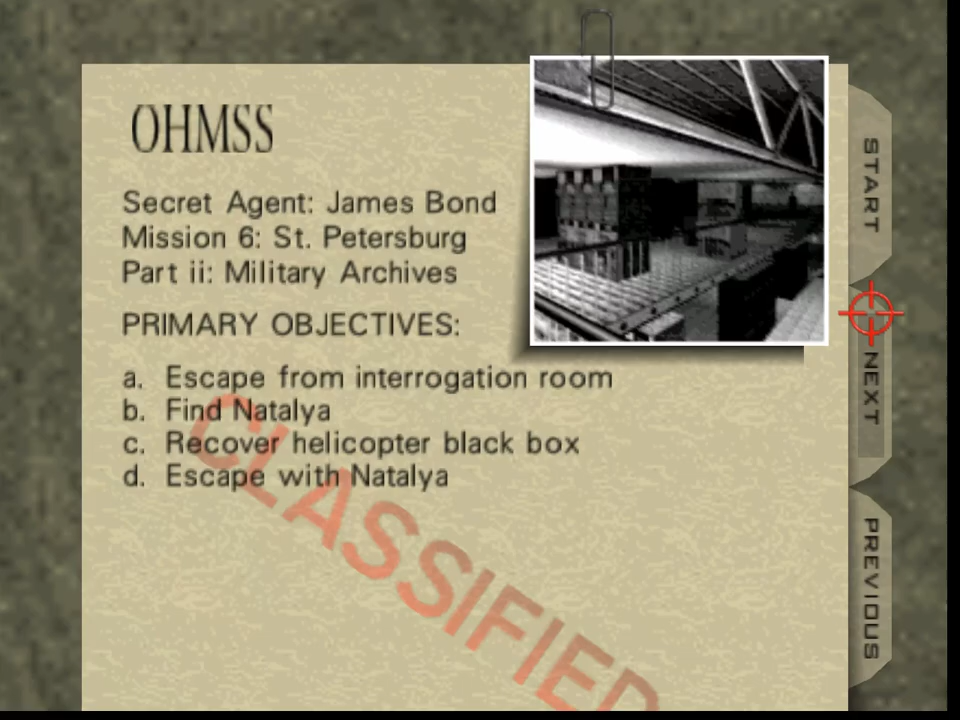 OHMSS
Secret Agent: James Bond
Mission 6: St. Petersburg
Part ii: Military Archives
PRIMARY OBJECTIVES:
a. Escape from interrogation room
b. Find Natalya
c. Recover helicopter black box
d. Escape with Natalya
CLASSIFIED
START
NEXT
PREVIOUS